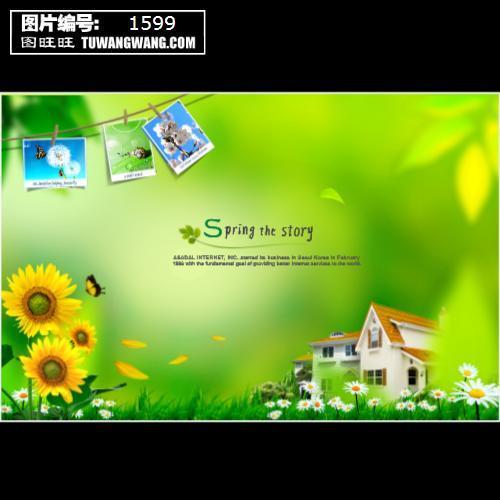 图片编号: 1599
图旺旺 TUWANGWANG.COM
Spring the story
ASADAL INTERNET, INC. started its business in Seoul Korea in February
1998 with the fundamental goal of providing better internet services to the world.